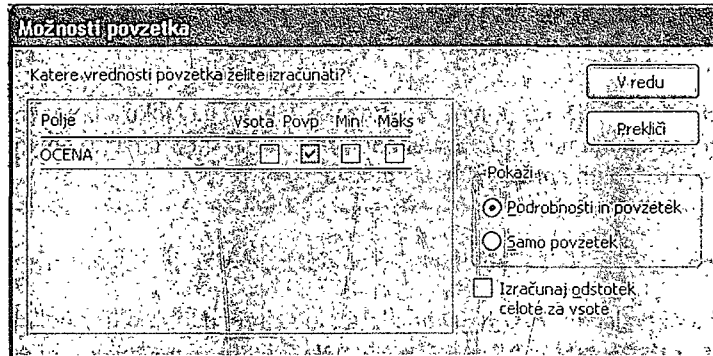 Možnosti povzetka
Katere vrednosti povzetka želite izračunati?
Polje Vsota Povp Min Maks
OCENA
V redu
Prekliči
Pokaži
Podrobnosti in povzetek
Samo povzetek
Izračunaj odstotek
celote za vsote